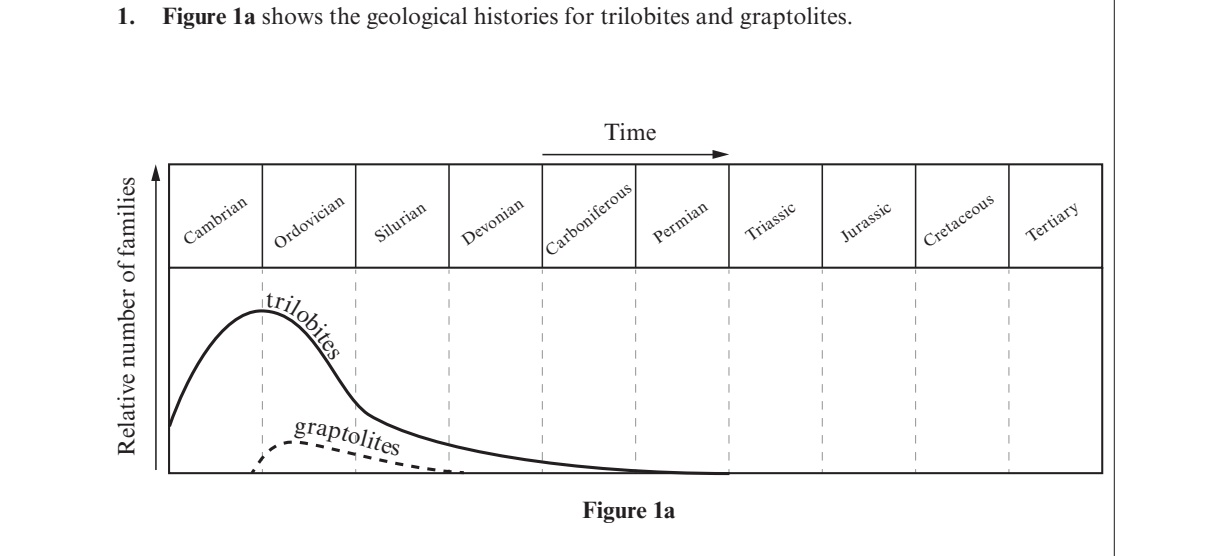 1. Figure 1a shows the geological histories for trilobites and graptolites.
Time
Relative number of families
Cambrian
Ordovician
Silurian
Devonian
Carboniferous
Permian
Triassic
Jurassic
Cretaceous
Tertiary
trilobites
graptolites
Figure 1a